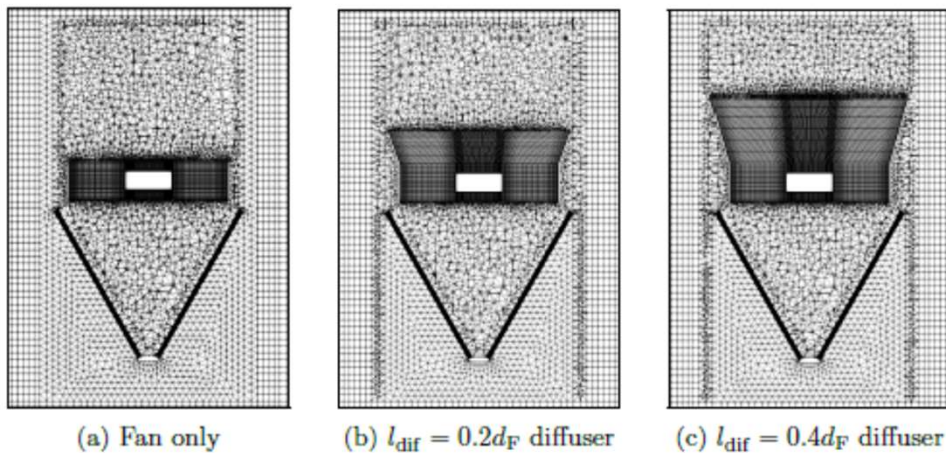 (a) Fan only
(b) l_dif = 0.2d_F diffuser
(c) l_dif = 0.4d_F diffuser